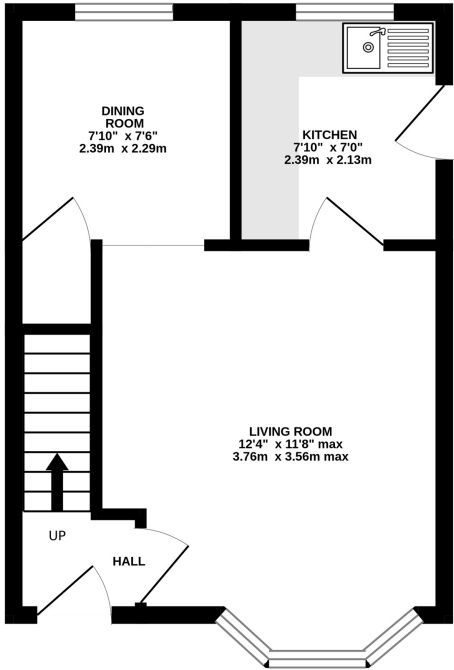 DINING
ROOM
7'10" x 7'6"
2.39m x 2.29m
KITCHEN
7'10" x 7'0"
2.39m x 2.13m
LIVING ROOM
12'4" x 11'8" max
3.76m x 3.56m max
UP
HALL